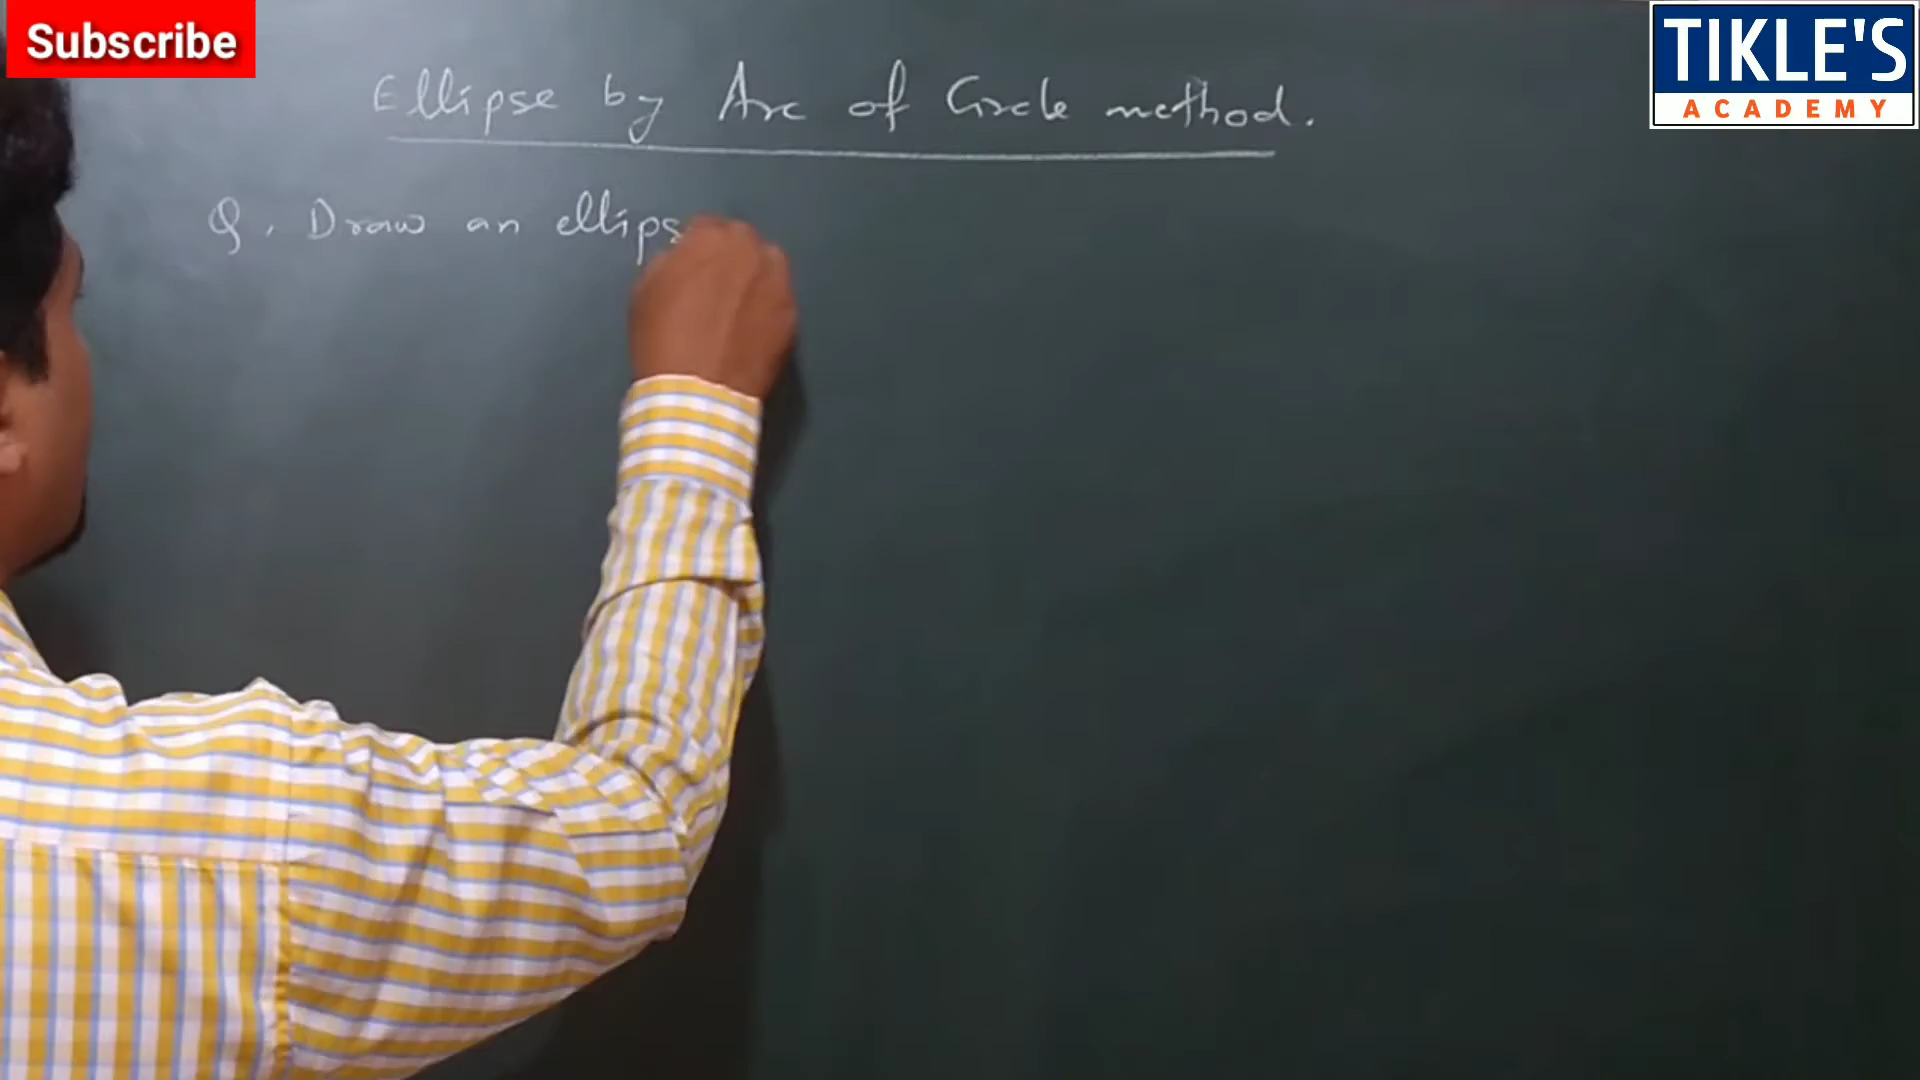 Subscribe
TIKLE'S
ACADEMY
Ellipse by Arc of Circle method.
Q. Draw an ellips